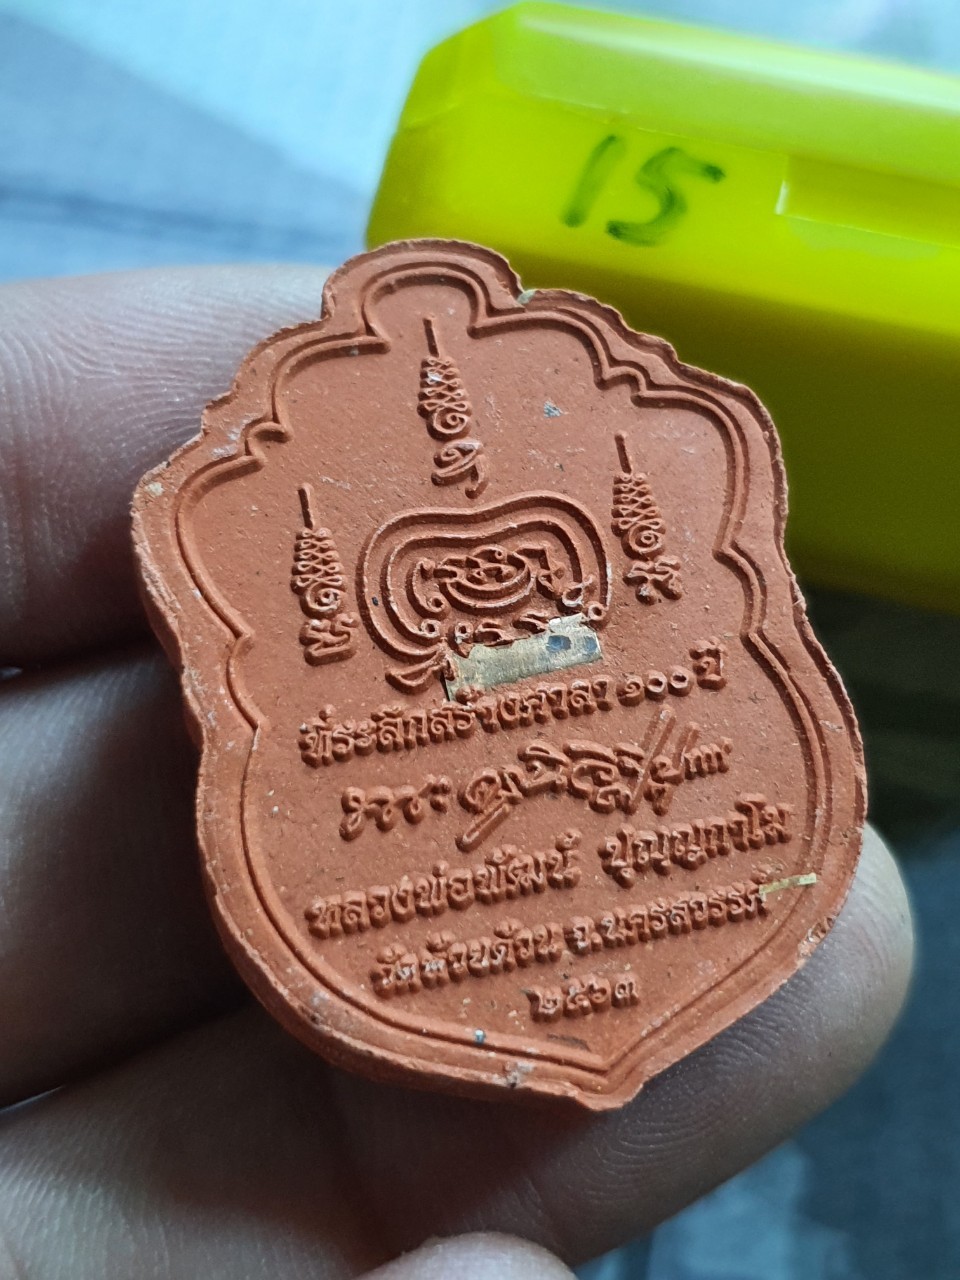 15
ที่ระลึกสร้างศาลา ๑๐๐ ปี
หลวงพ่อพัฒน์ ปุญฺญกาโม
วัดห้วยด้วน จ.นครสวรรค์
๒๕๖๓